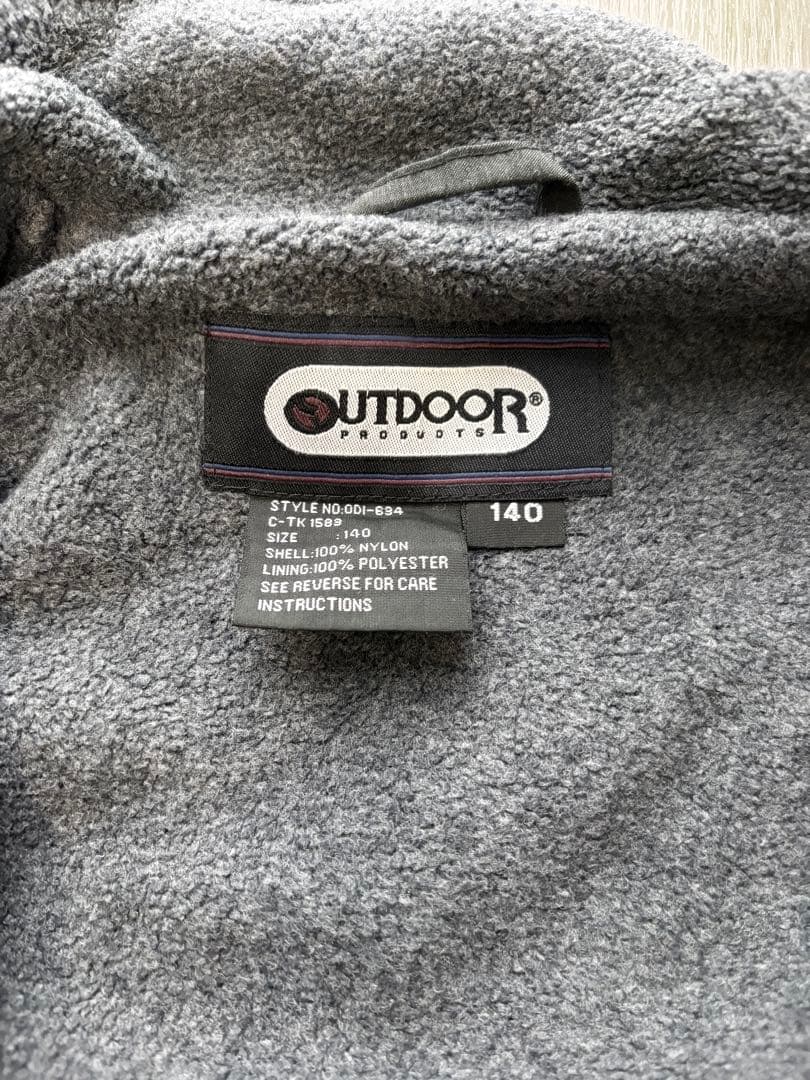 OUTDOOR®
PRODUCTS
STYLE NO:ODI-694
C-TK 1589
SIZE :140
SHELL:100% NYLON
LINING:100% POLYESTER
SEE REVERSE FOR CARE
INSTRUCTIONS
140